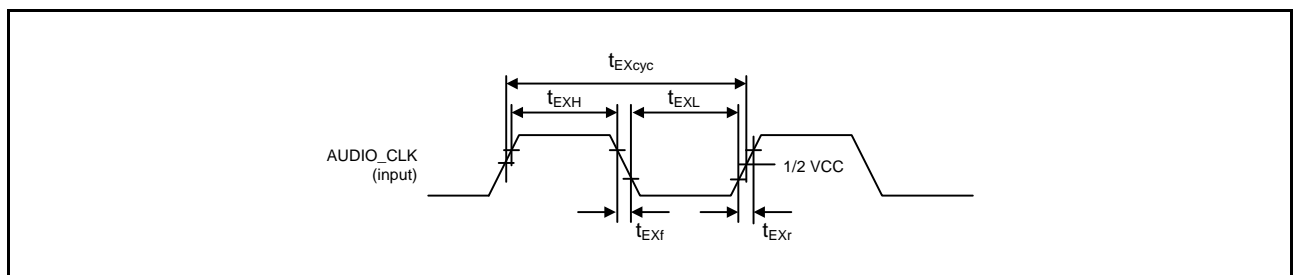 tEXcyc
tEXH tEXL
AUDIO_CLK
(input)
1/2 VCC
tEXf tEXr